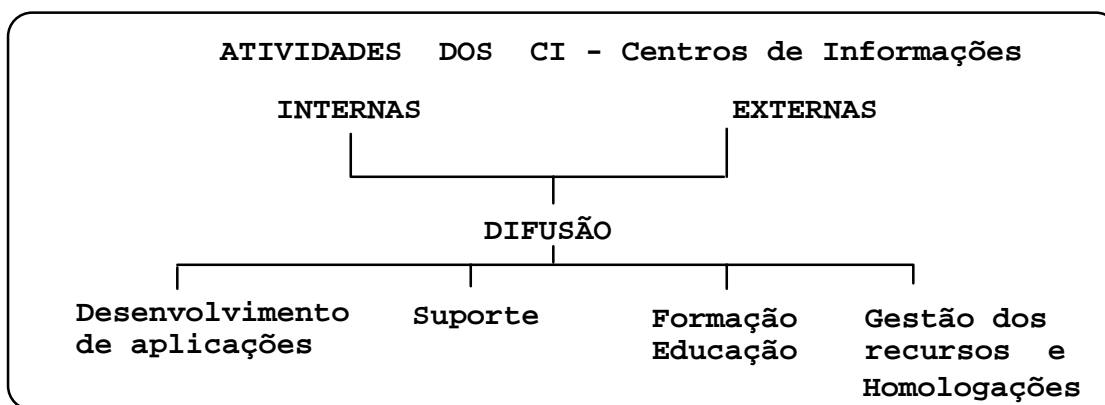 ATIVIDADES DOS CI - Centros de Informações
INTERNAS EXTERNAS
DIFUSÃO
Desenvolvimento
de aplicações
Suporte
Formação
Educação
Gestão dos
recursos e
Homologações